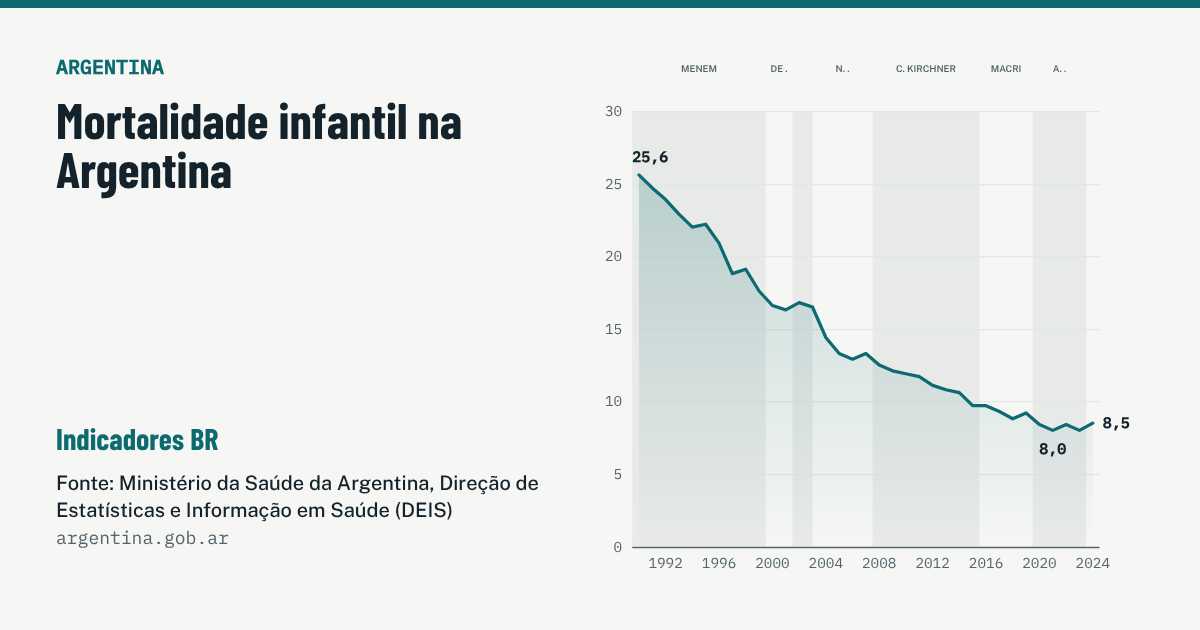 ARGENTINA
Mortalidade infantil na
Argentina
Indicadores BR
Fonte: Ministério da Saúde da Argentina, Direção de
Estatísticas e Informação em Saúde (DEIS)
argentina.gob.ar
MENEM DE. N.. C. KIRCHNER MACRI A..
30
25,6
25
20
15
10
8,5
8,0
5
0
1992 1996 2000 2004 2008 2012 2016 2020 2024